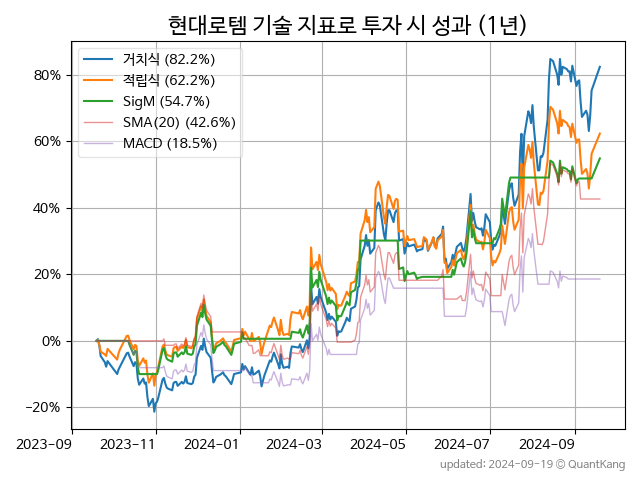 현대로템 기술 지표로 투자 시 성과 (1년)
거치식 (82.2%)
적립식 (62.2%)
SigM (54.7%)
SMA(20) (42.6%)
MACD (18.5%)
80%
60%
40%
20%
0%
−20%
2023-09
2023-11
2024-01
2024-03
2024-05
2024-07
2024-09
updated: 2024-09-19 @ QuantKang